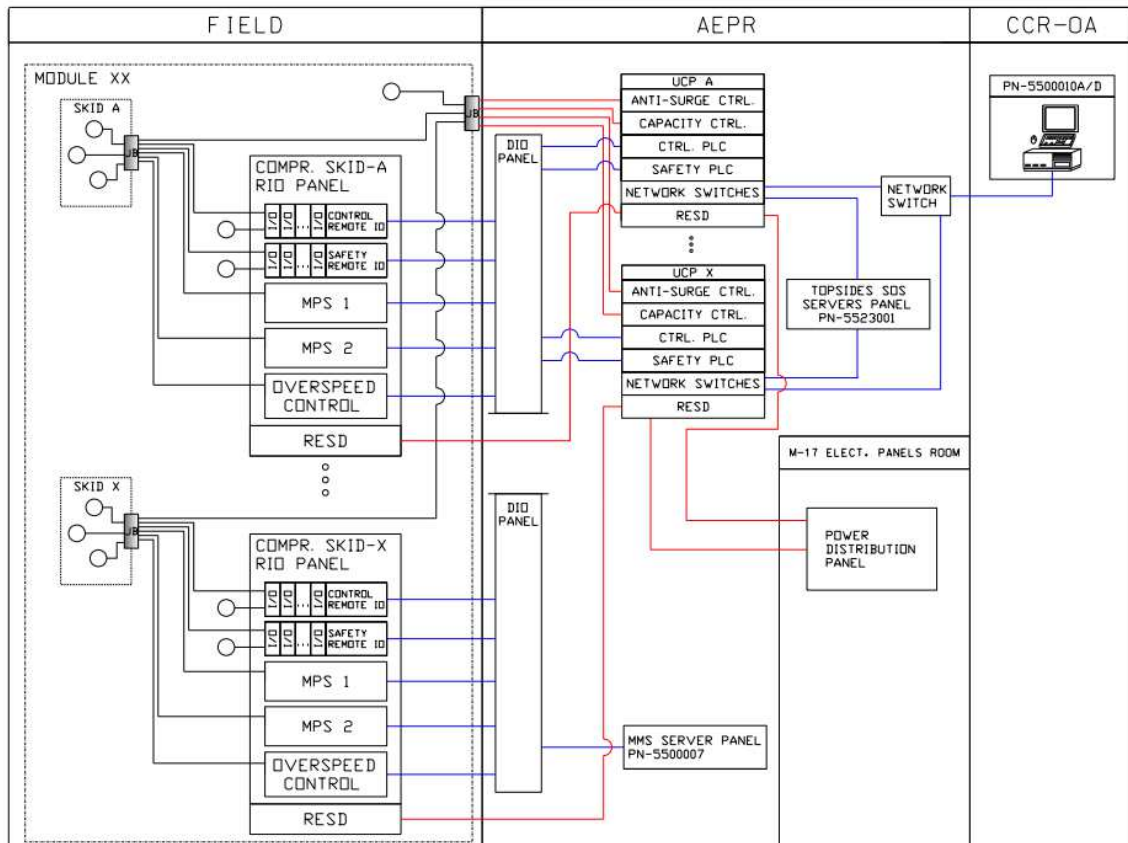 FIELD
AEPR
CCR-OA
MODULE XX
SKID A
JB
JB
COMPR. SKID-A
RIO PANEL
I/O I/O ... I/O CONTROL
REMOTE IO
I/O I/O ... I/O SAFETY
REMOTE IO
MPS 1
MPS 2
OVERSPEED
CONTROL
RESD
SKID X
JB
COMPR. SKID-X
RIO PANEL
I/O I/O ... I/O CONTROL
REMOTE IO
I/O I/O ... I/O SAFETY
REMOTE IO
MPS 1
MPS 2
OVERSPEED
CONTROL
RESD
DIO
PANEL
DIO
PANEL
UCP A
ANTI-SURGE CTRL.
CAPACITY CTRL.
CTRL. PLC
SAFETY PLC
NETWORK SWITCHES
RESD
UCP X
ANTI-SURGE CTRL.
CAPACITY CTRL.
CTRL. PLC
SAFETY PLC
NETWORK SWITCHES
RESD
MMS SERVER PANEL
PN-5500007
NETWORK
SWITCH
TOPSIDES SOS
SERVERS PANEL
PN-5523001
M-17 ELECT. PANELS ROOM
POWER
DISTRIBUTION
PANEL
PN-5500010A/D